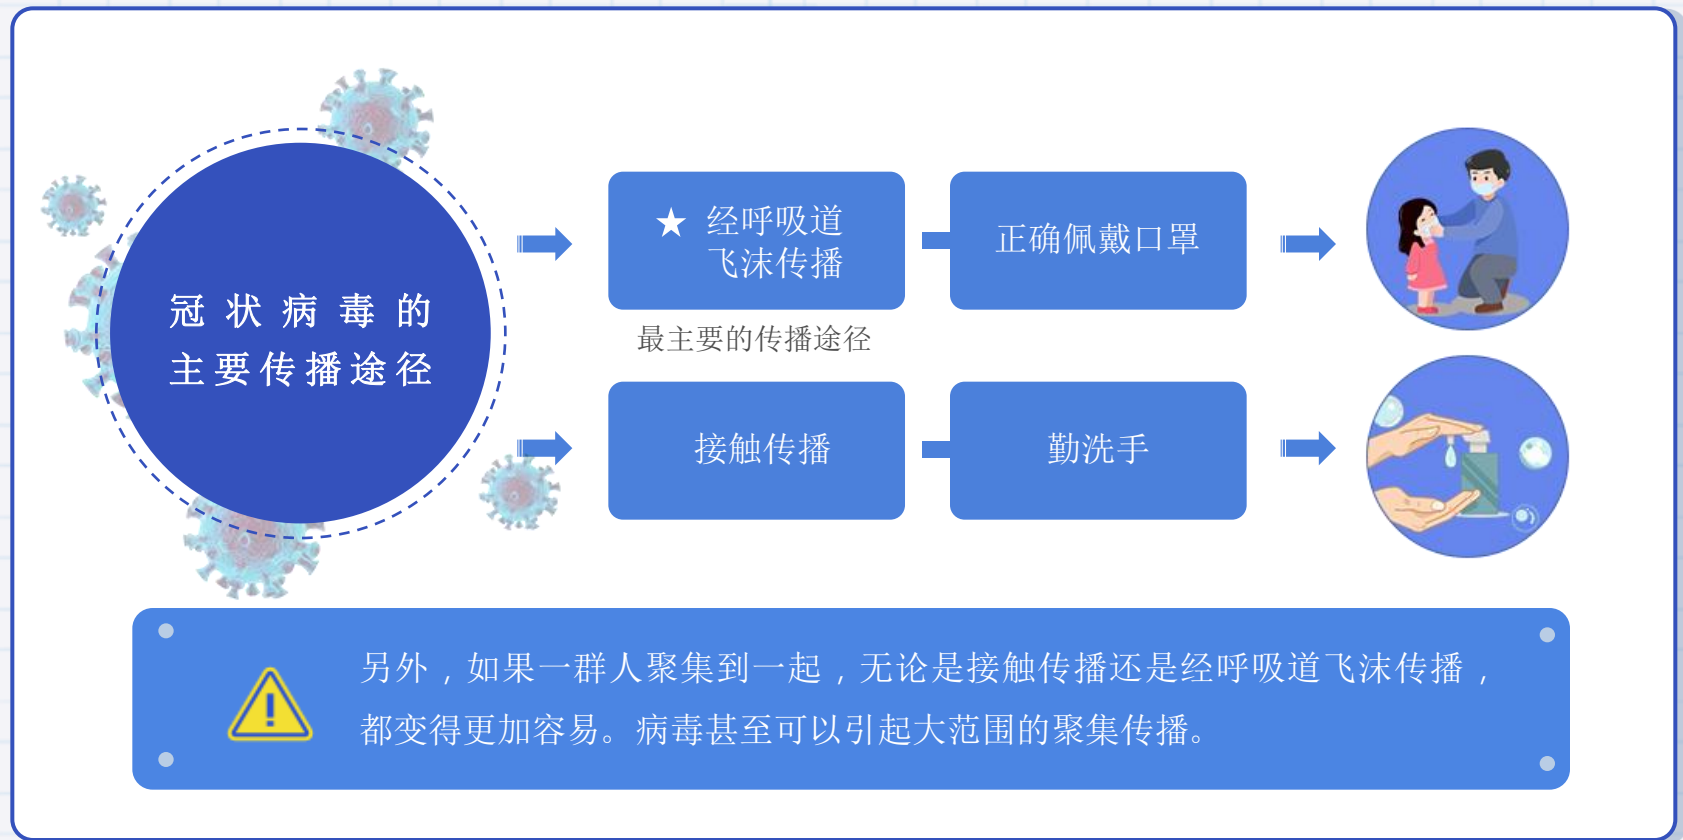 冠状病毒的
主要传播途径
★ 经呼吸道
飞沫传播
正确佩戴口罩
最主要的传播途径
接触传播
勤洗手
另外,如果一群人聚集到一起,无论是接触传播还是经呼吸道飞沫传播,
都变得更加容易。病毒甚至可以引起大范围的聚集传播。